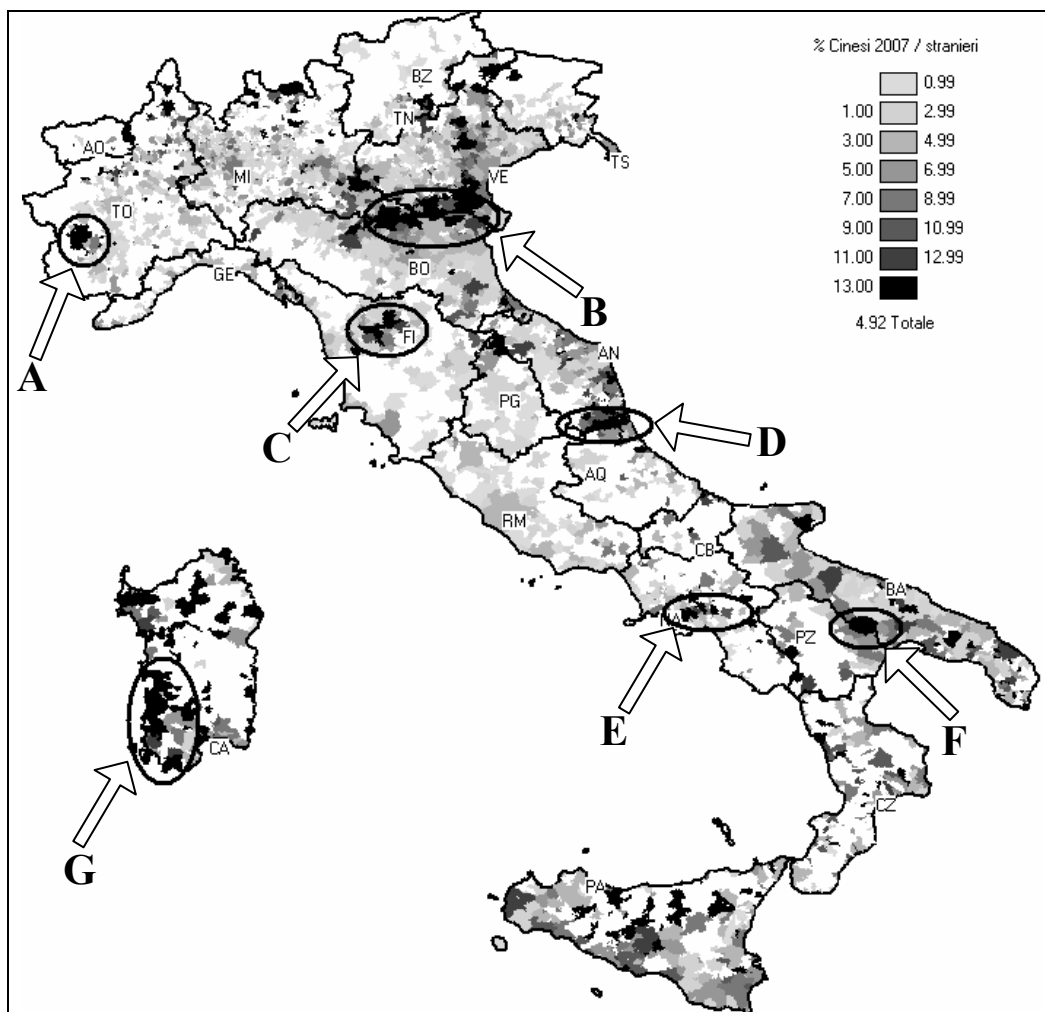 % Cinesi 2007 / stranieri
0.99
1.00 2.99
3.00 4.99
5.00 6.99
7.00 8.99
9.00 10.99
11.00 12.99
13.00
4.92 Totale
BZ
TN
AO
MI
VE
TS
TO
BO
GE
A
B
FI
AN
PG
C
D
AQ
RM
CB
BA
NA
PZ
E
F
CA
CZ
G
PA